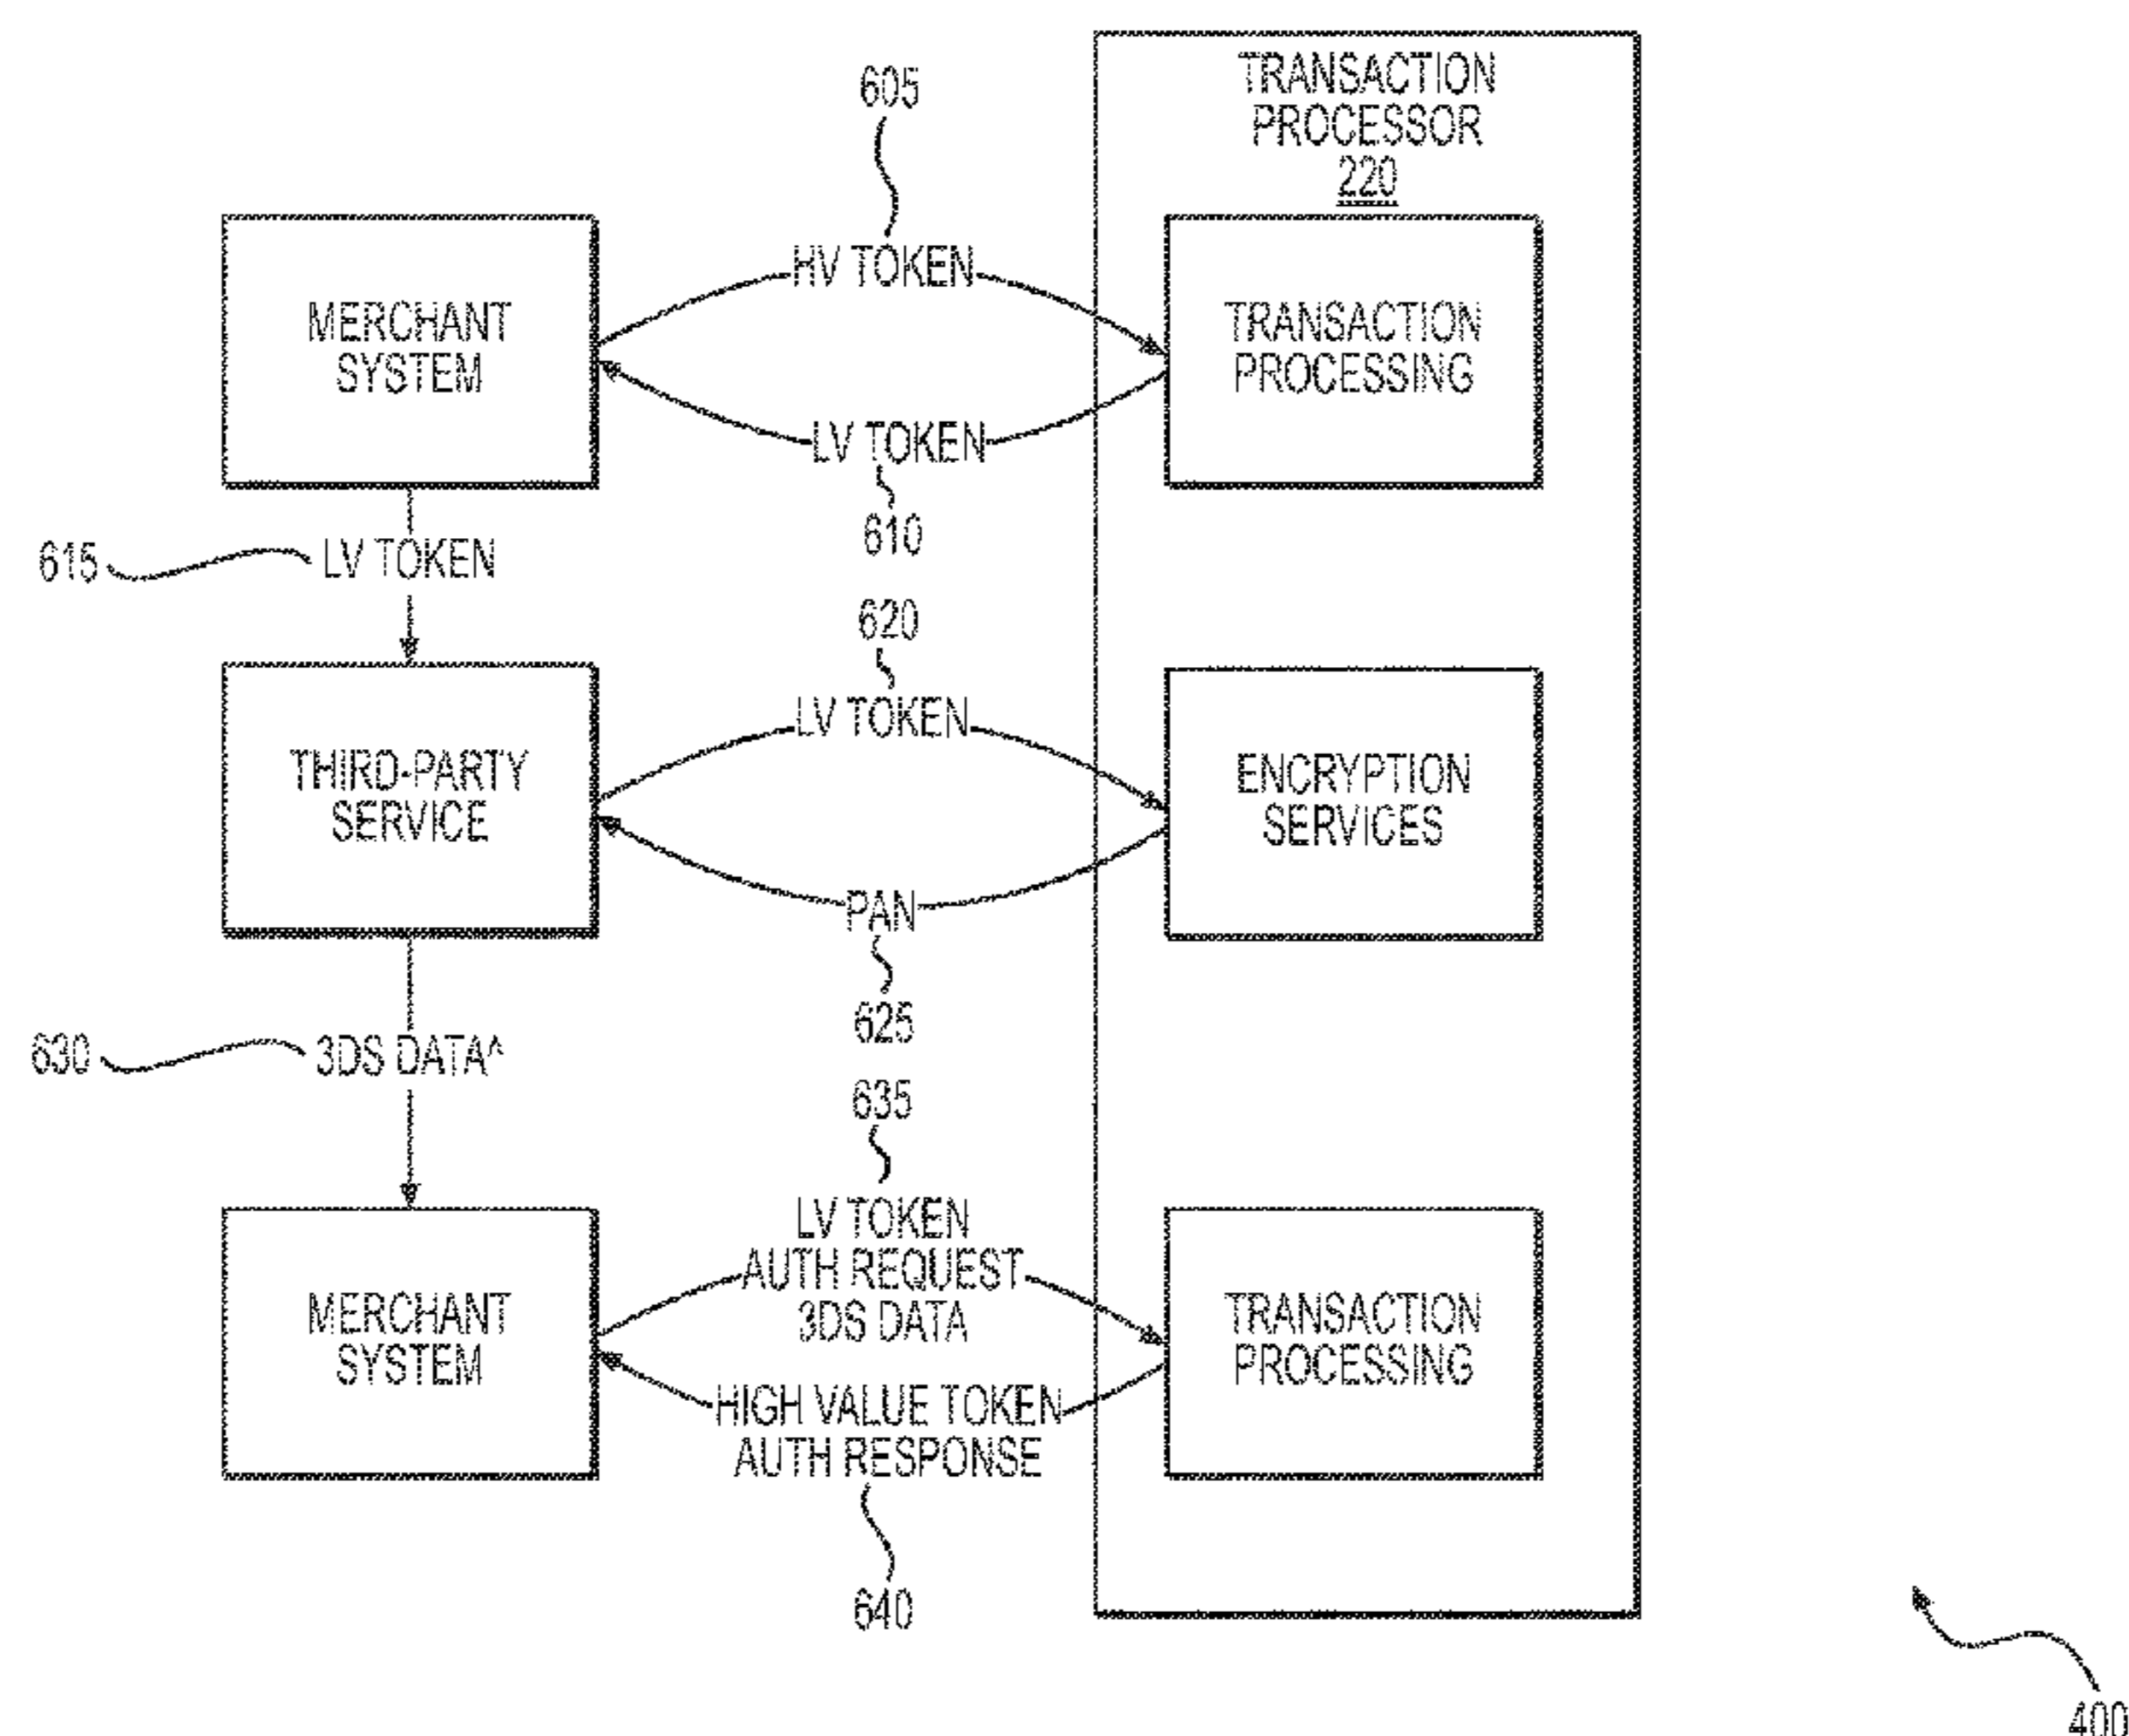 TRANSACTION
PROCESSOR
220
605
HV TOKEN
MERCHANT
SYSTEM
TRANSACTION
PROCESSING
LV TOKEN
610
615
LV TOKEN
620
LV TOKEN
THIRD-PARTY
SERVICE
ENCRYPTION
SERVICES
PAN
625
630
3DS DATA^
635
LV TOKEN
AUTH REQUEST
3DS DATA
MERCHANT
SYSTEM
TRANSACTION
PROCESSING
HIGH VALUE TOKEN
AUTH RESPONSE
640
400